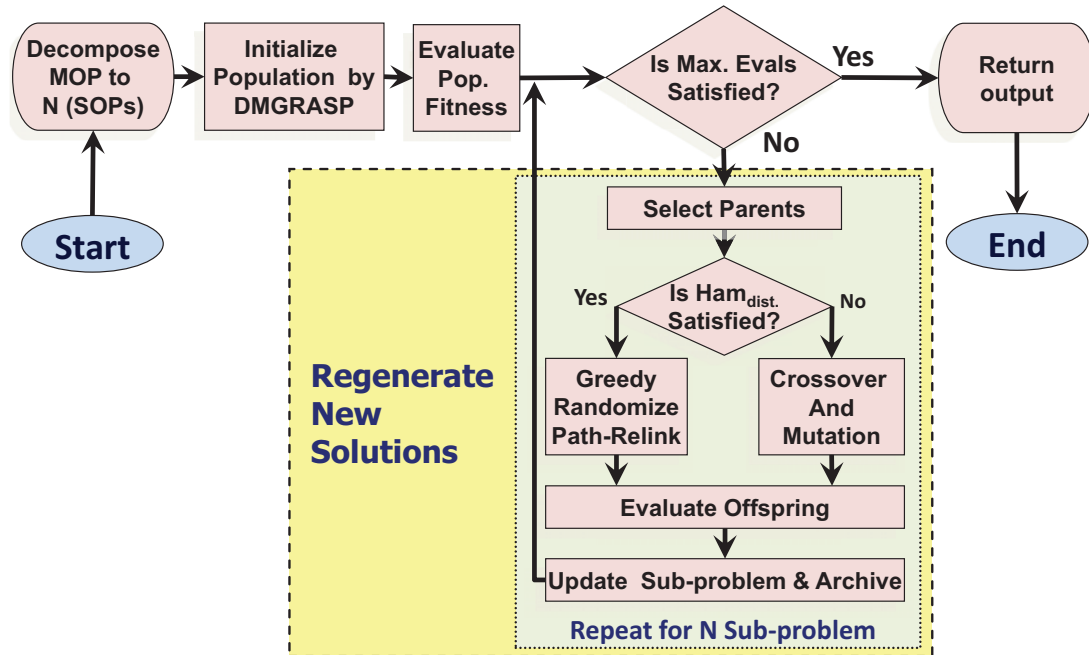 Decompose
MOP to
N (SOPs)
Initialize
Population by
DMGRASP
Evaluate
Pop.
Fitness
Is Max. Evals
Satisfied?
Yes
Return
output
No
Start
End
Select Parents
Is Ham dist.
Satisfied?
Yes
No
Regenerate
New
Solutions
Greedy
Randomize
Path-Relink
Crossover
And
Mutation
Evaluate Offspring
Update Sub-problem & Archive
Repeat for N Sub-problem